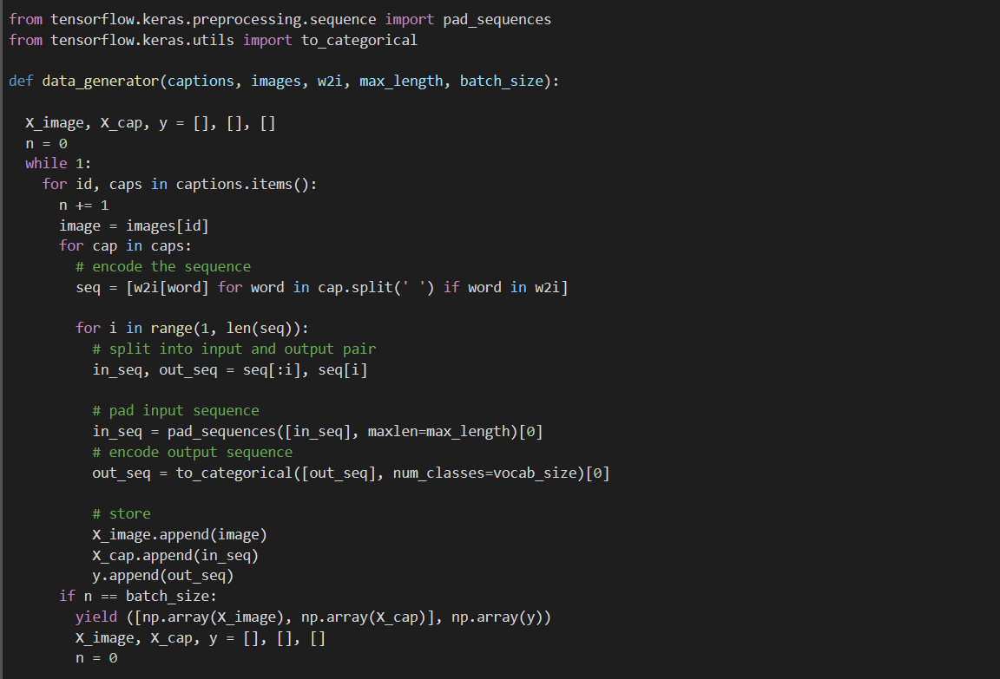 from tensorflow.keras.preprocessing.sequence import pad_sequences
from tensorflow.keras.utils import to_categorical

def data_generator(captions, images, w2i, max_length, batch_size):

  X_image, X_cap, y = [], [], []
  n = 0
  while 1:
    for id, caps in captions.items():
      n += 1
      image = images[id]
      for cap in caps:
        # encode the sequence
        seq = [w2i[word] for word in cap.split(' ') if word in w2i]

        for i in range(1, len(seq)):
          # split into input and output pair
          in_seq, out_seq = seq[:i], seq[i]

          # pad input sequence
          in_seq = pad_sequences([in_seq], maxlen=max_length)[0]
          # encode output sequence
          out_seq = to_categorical([out_seq], num_classes=vocab_size)[0]

          # store
          X_image.append(image)
          X_cap.append(in_seq)
          y.append(out_seq)
      if n == batch_size:
        yield ([np.array(X_image), np.array(X_cap)], np.array(y))
        X_image, X_cap, y = [], [], []
        n = 0